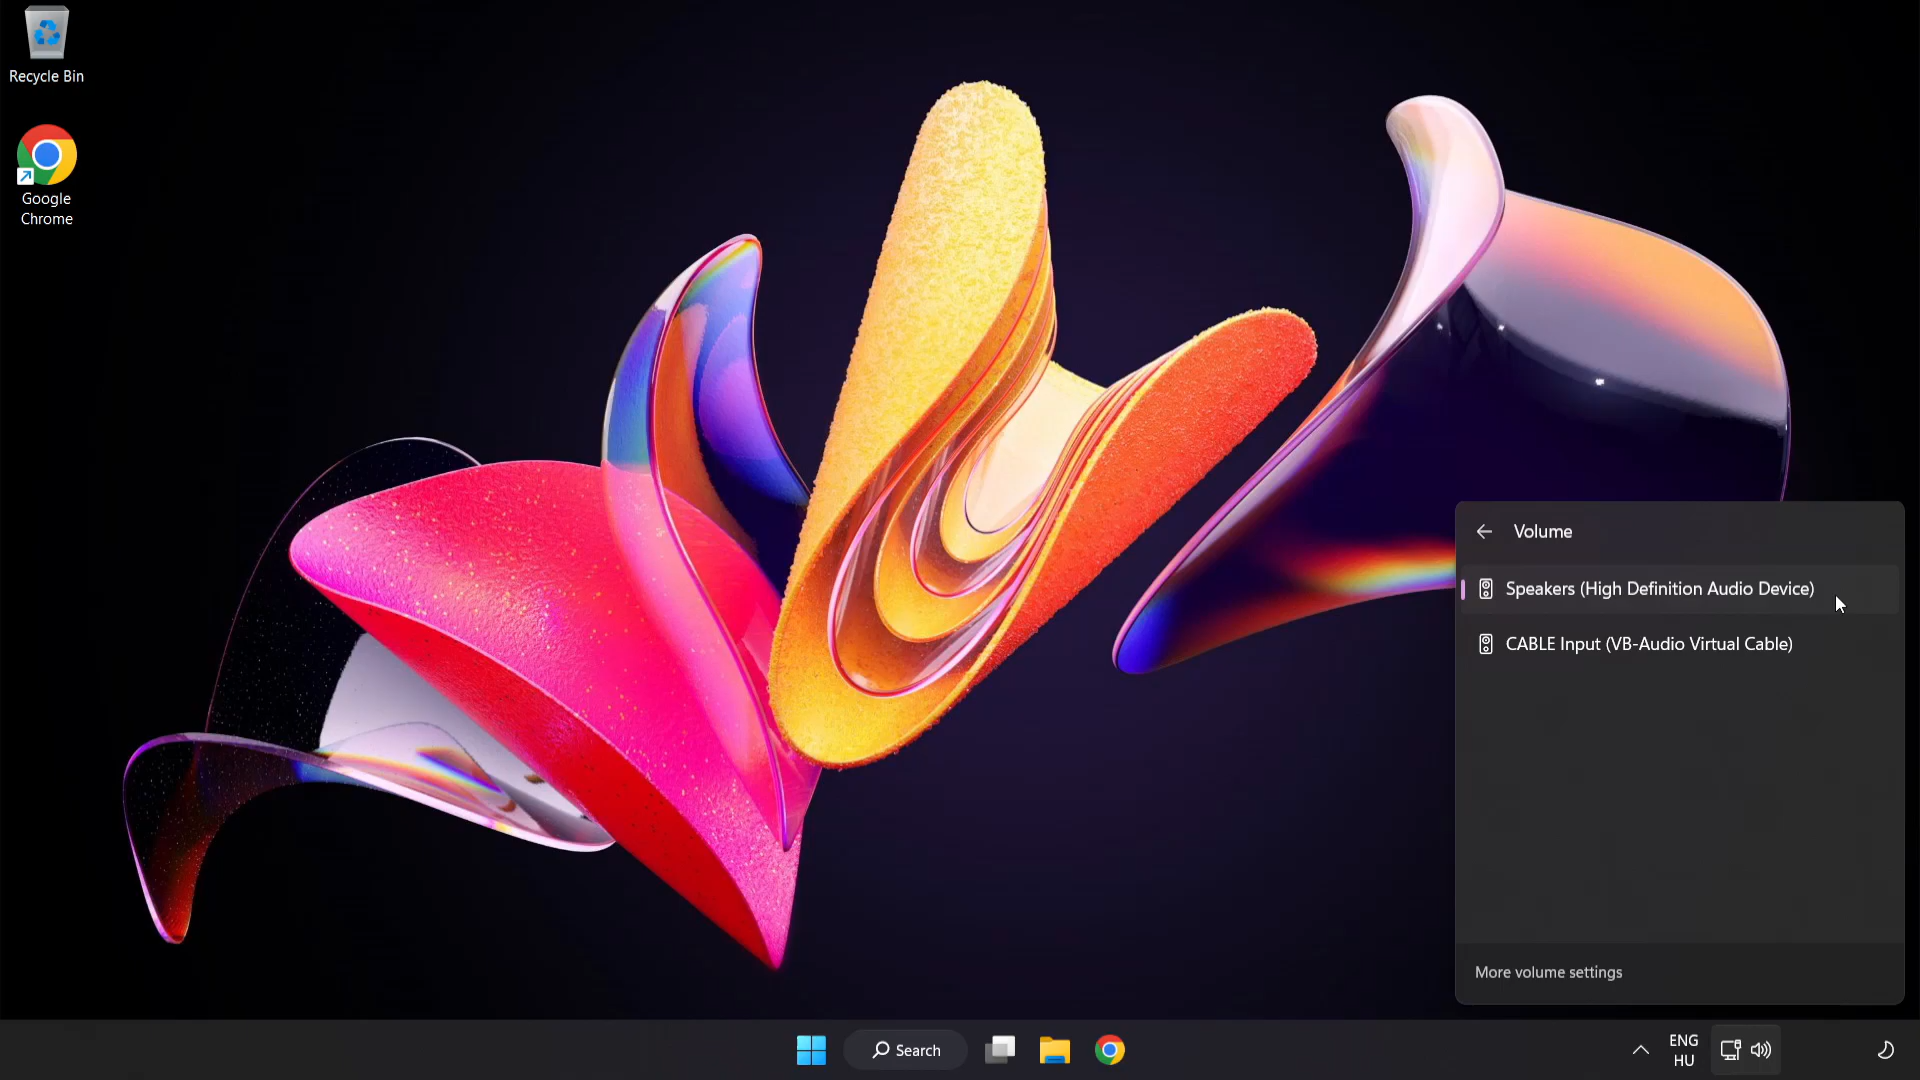 Recycle Bin
Google
Chrome
Volume
Speakers (High Definition Audio Device)
CABLE Input (VB-Audio Virtual Cable)
More volume settings
Search
ENG
HU